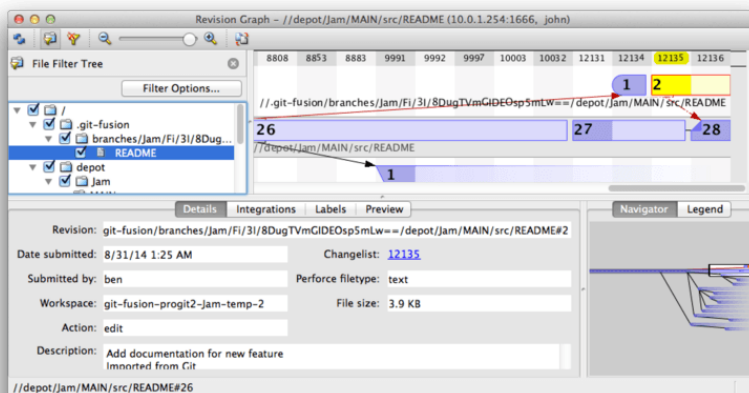 Revision Graph - //depot/Jam/MAIN/src/README (10.0.1.254:1666, john)
File Filter Tree
Filter Options...
/
.git-fusion
branches/Jam/Fi/3I/8Dug...
README
depot
Jam
8808 8853 8883 9991 9992 9997 10003 10032 12131 12134 12135 12136
1 2
//.git-fusion/branches/Jam/Fi/3I/8DugTVmGIDEOsp5mLw==/depot/Jam/MAIN/src/README
26 27 28
//depot/Jam/MAIN/src/README
1
Details Integrations Labels Preview
Revision: git-fusion/branches/Jam/Fi/3I/8DugTVmGIDEOsp5mLw==/depot/Jam/MAIN/src/README#2
Date submitted: 8/31/14 1:25 AM Changelist: 12135
Submitted by: ben Perforce filetype: text
Workspace: git-fusion-progit2-Jam-temp-2 File size: 3.9 KB
Action: edit
Description: Add documentation for new feature
Imported from Git
Navigator Legend
//depot/Jam/MAIN/src/README#26